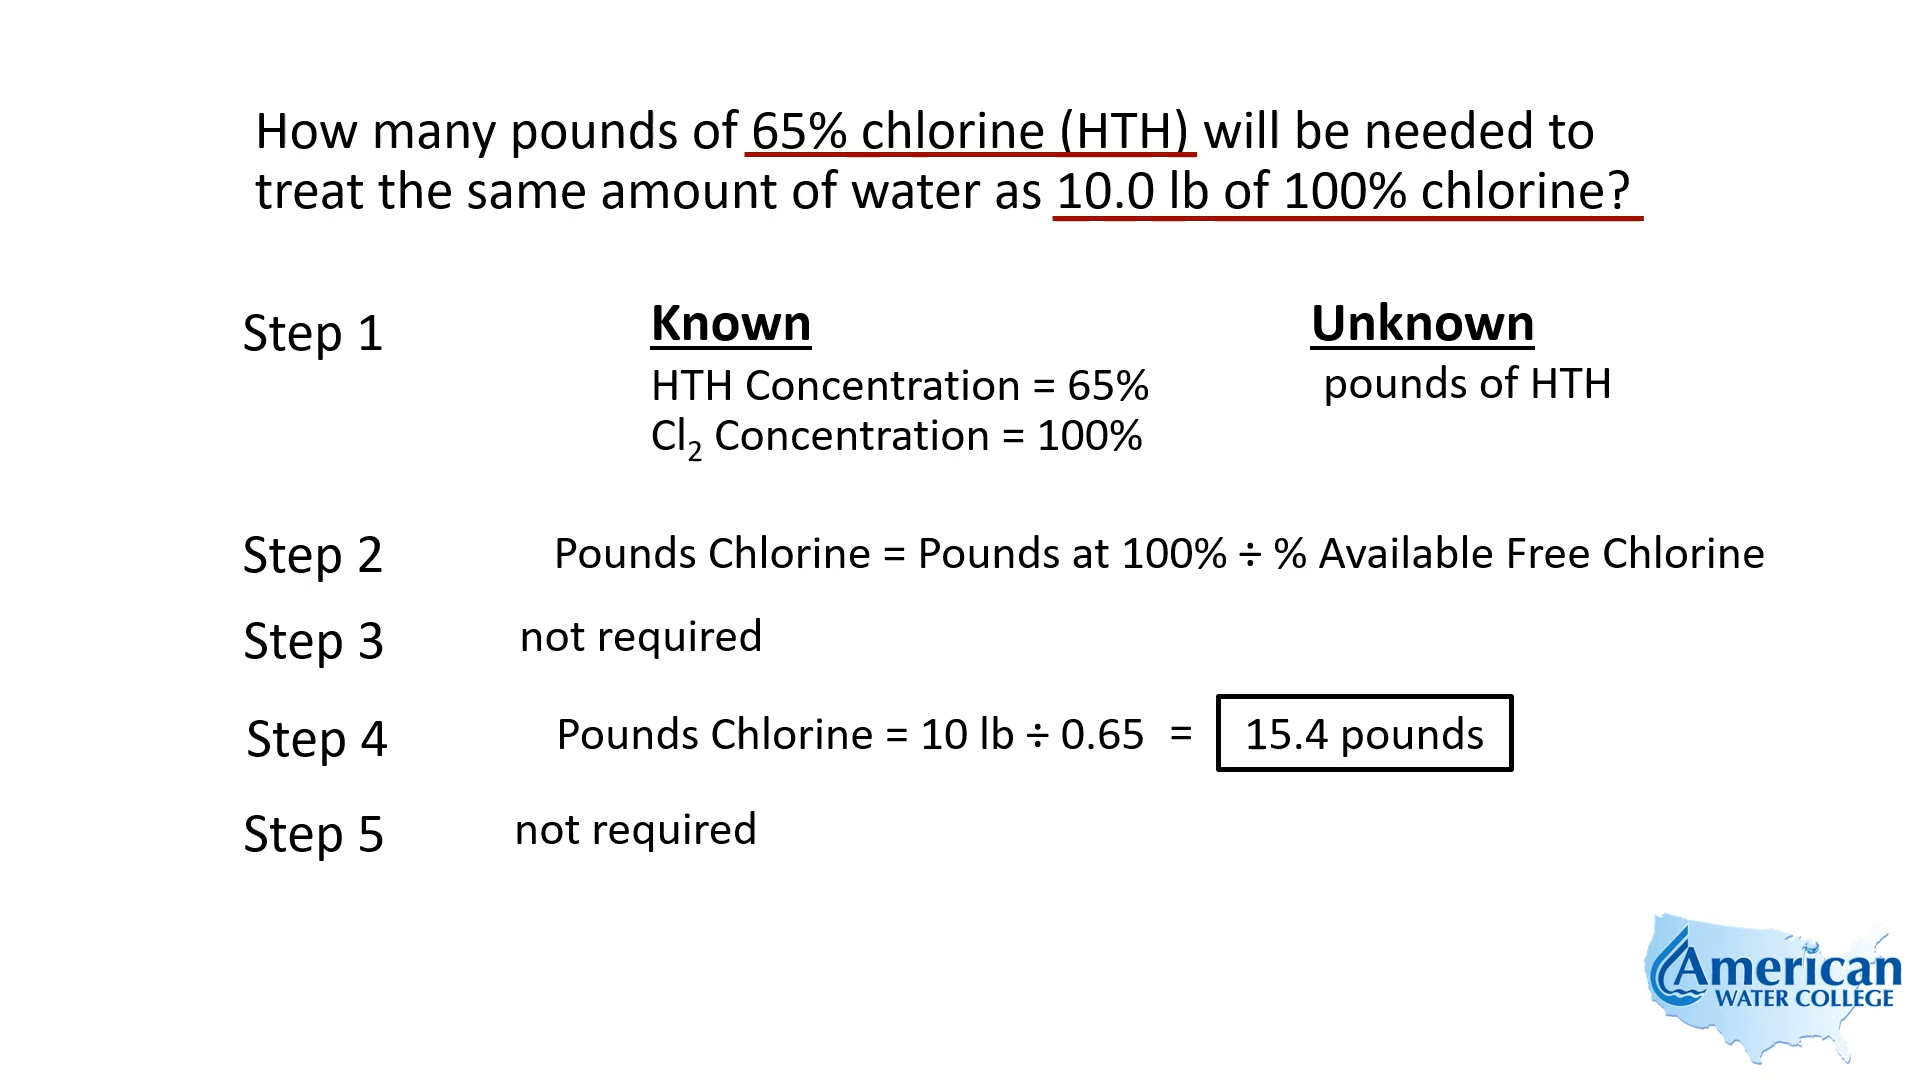 How many pounds of 65% chlorine (HTH) will be needed to
treat the same amount of water as 10.0 lb of 100% chlorine?
Step 1
Known
Unknown
HTH Concentration = 65%
pounds of HTH
Cl₂ Concentration = 100%
Step 2
Pounds Chlorine = Pounds at 100% ÷ % Available Free Chlorine
Step 3
not required
Step 4
Pounds Chlorine = 10 lb ÷ 0.65 = 15.4 pounds
Step 5
not required
American
WATER COLLEGE